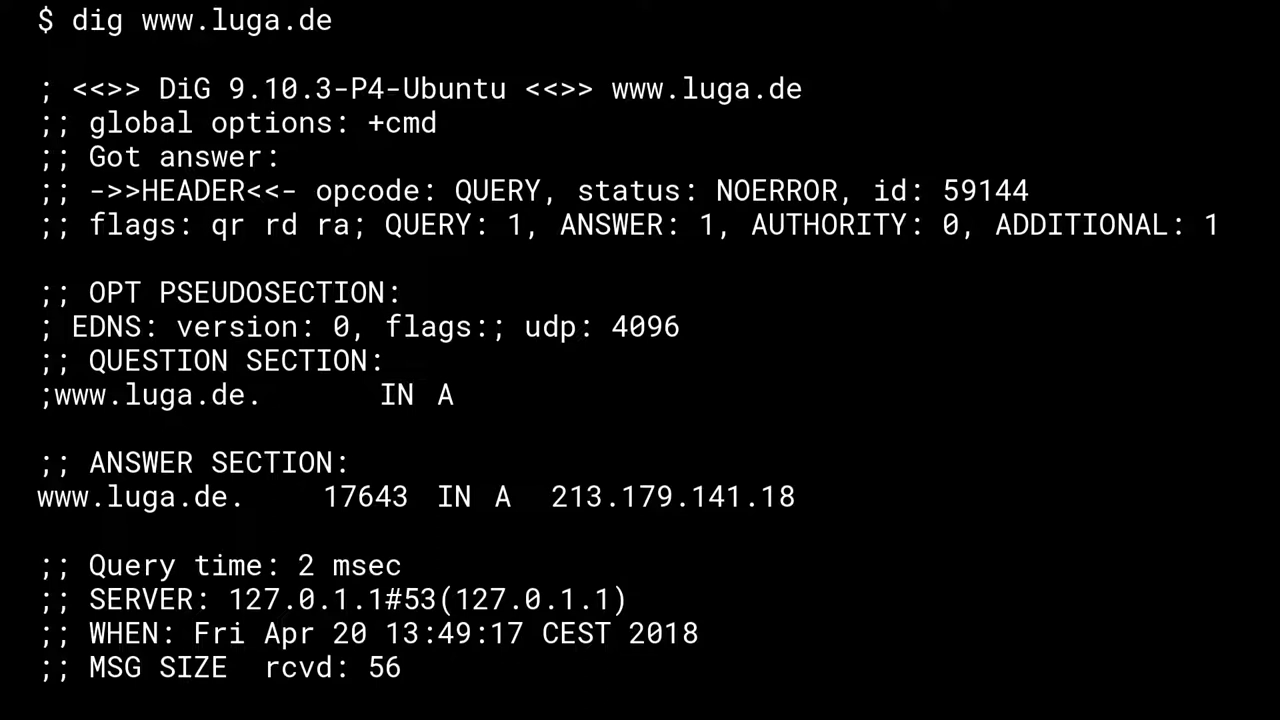 $ dig www.luga.de
; <<>> DiG 9.10.3-P4-Ubuntu <<>> www.luga.de
;; global options: +cmd
;; Got answer:
;; ->>HEADER<<- opcode: QUERY, status: NOERROR, id: 59144
;; flags: qr rd ra; QUERY: 1, ANSWER: 1, AUTHORITY: 0, ADDITIONAL: 1
;; OPT PSEUDOSECTION:
; EDNS: version: 0, flags:; udp: 4096
;; QUESTION SECTION:
;www.luga.de. IN A
;; ANSWER SECTION:
www.luga.de. 17643 IN A 213.179.141.18
;; Query time: 2 msec
;; SERVER: 127.0.1.1#53(127.0.1.1)
;; WHEN: Fri Apr 20 13:49:17 CEST 2018
;; MSG SIZE rcvd: 56